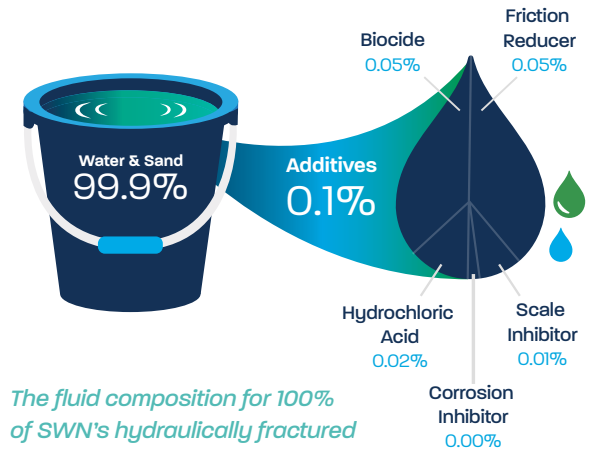 Friction
Reducer
0.05%
Biocide
0.05%
Water & Sand
99.9%
Additives
0.1%
Hydrochloric
Acid
0.02%
Scale
Inhibitor
0.01%
Corrosion
Inhibitor
0.00%
The fluid composition for 100%
of SWN's hydraulically fractured